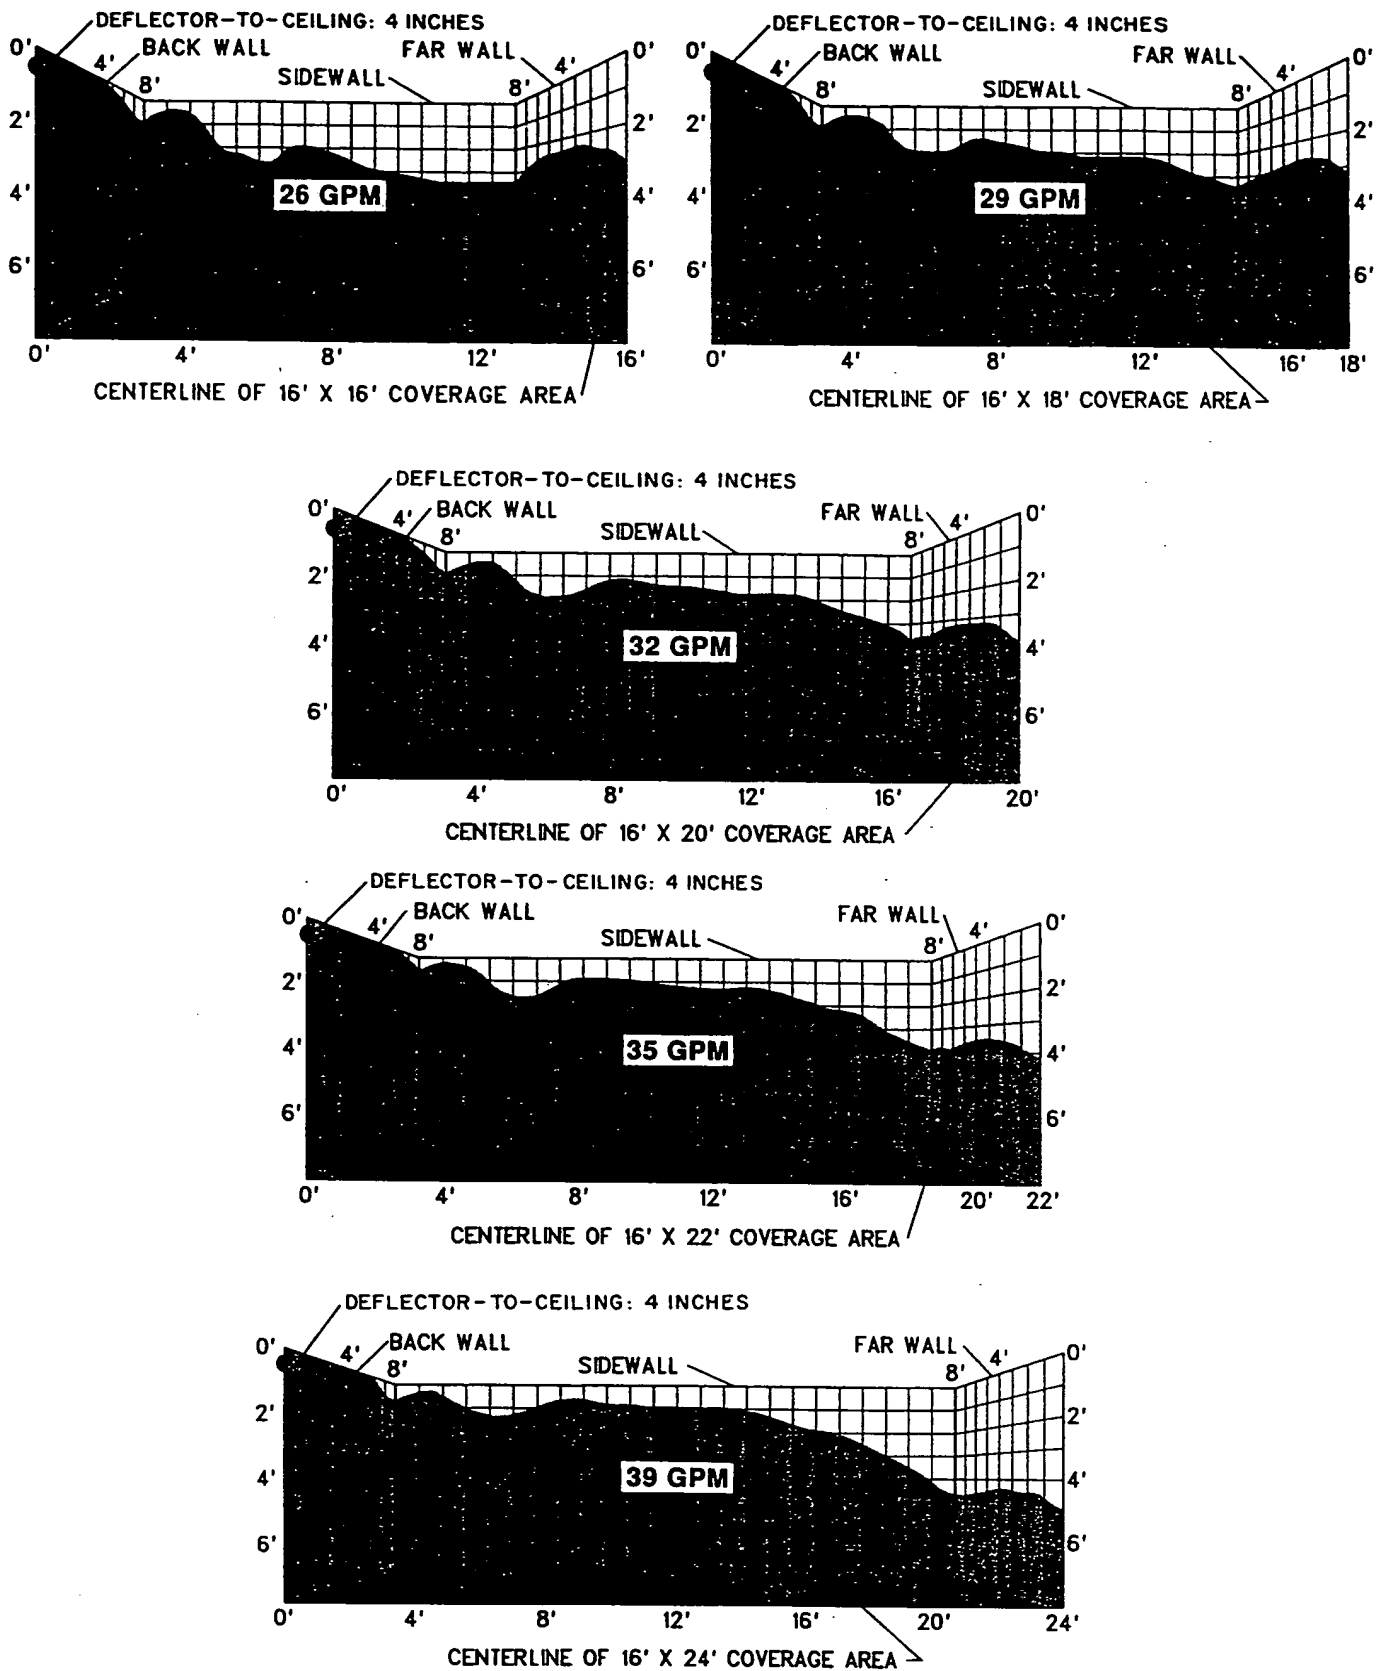 DEFLECTOR-TO-CEILING: 4 INCHES
0' 4' BACK WALL FAR WALL 4' 0'
8' SIDEWALL 8'
2' 2'
4' 26 GPM 4'
6' 6'
0' 4' 8' 12' 16'
CENTERLINE OF 16' X 16' COVERAGE AREA
DEFLECTOR-TO-CEILING: 4 INCHES
0' 4' BACK WALL FAR WALL 4' 0'
8' SIDEWALL 8'
2' 2'
4' 29 GPM 4'
6' 6'
0' 4' 8' 12' 16' 18'
CENTERLINE OF 16' X 18' COVERAGE AREA
DEFLECTOR-TO-CEILING: 4 INCHES
0' 4' BACK WALL FAR WALL 4' 0'
8' SIDEWALL 8'
2' 2'
4' 32 GPM 4'
6' 6'
0' 4' 8' 12' 16' 20'
CENTERLINE OF 16' X 20' COVERAGE AREA
DEFLECTOR-TO-CEILING: 4 INCHES
0' 4' BACK WALL FAR WALL 4' 0'
8' SIDEWALL 8'
2' 2'
4' 35 GPM 4'
6' 6'
0' 4' 8' 12' 16' 20' 22'
CENTERLINE OF 16' X 22' COVERAGE AREA
DEFLECTOR-TO-CEILING: 4 INCHES
0' 4' BACK WALL FAR WALL 4' 0'
8' SIDEWALL 8'
2' 2'
4' 39 GPM 4'
6' 6'
0' 4' 8' 12' 16' 20' 24'
CENTERLINE OF 16' X 24' COVERAGE AREA